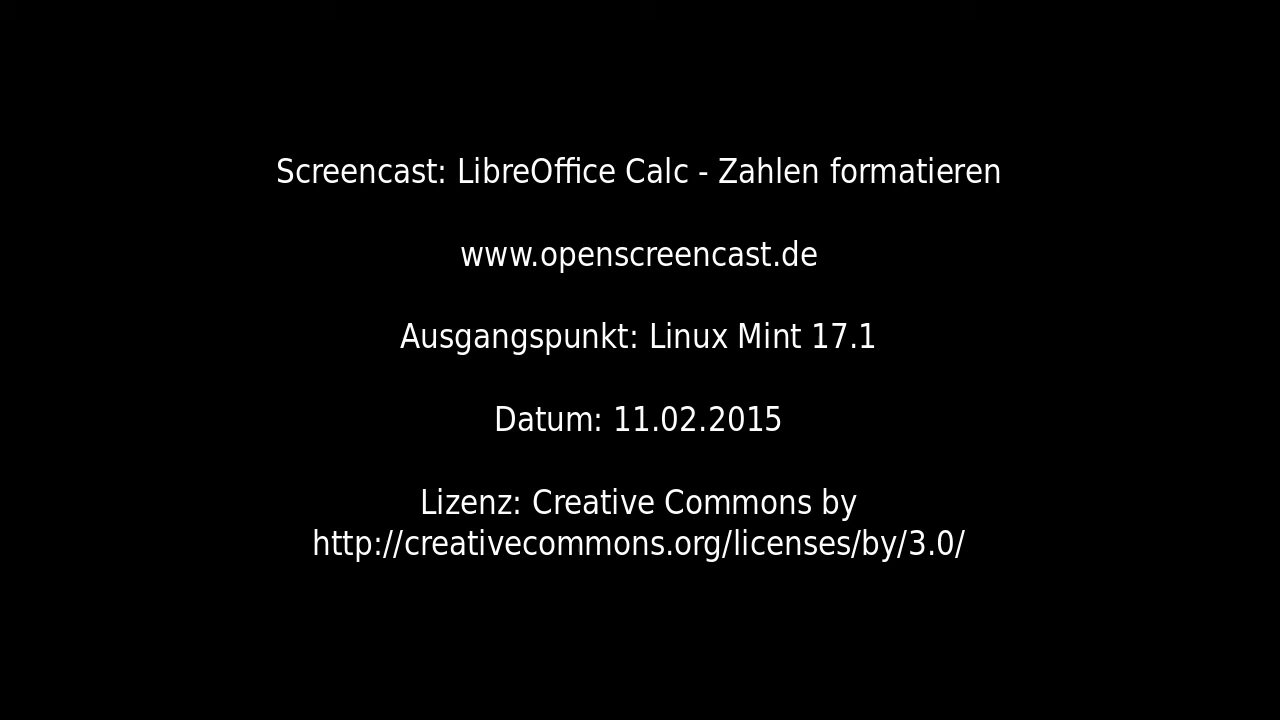 Screencast: LibreOffice Calc - Zahlen formatieren
www.openscreencast.de
Ausgangspunkt: Linux Mint 17.1
Datum: 11.02.2015
Lizenz: Creative Commons by
http://creativecommons.org/licenses/by/3.0/